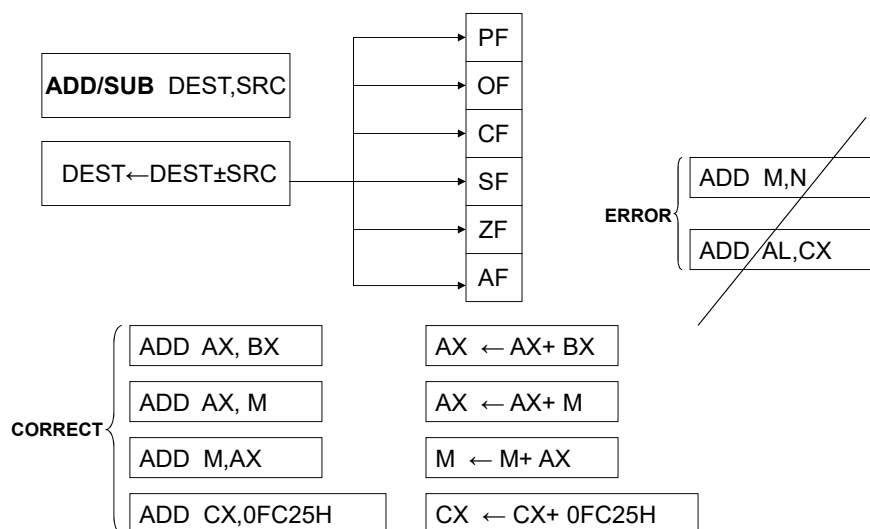 ADD/SUB DEST,SRC
DEST←DEST±SRC
PF
OF
CF
SF
ZF
AF
ERROR
ADD M,N
ADD AL,CX
CORRECT
ADD AX, BX
AX ← AX+ BX
ADD AX, M
AX ← AX+ M
ADD M,AX
M ← M+ AX
ADD CX,0FC25H
CX ← CX+ 0FC25H